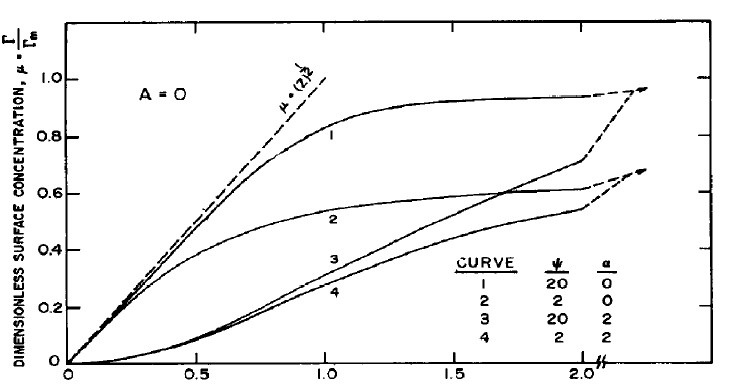 DIMENSIONLESS SURFACE CONCENTRATION, μ = Γ/Γm
1.0
0.8
0.6
0.4
0.2
0
A = 0
μ = (Z)^½
1
2
3
4
CURVE ψ α
1 20 0
2 2 0
3 20 2
4 2 2
0 0.5 1.0 1.5 2.0